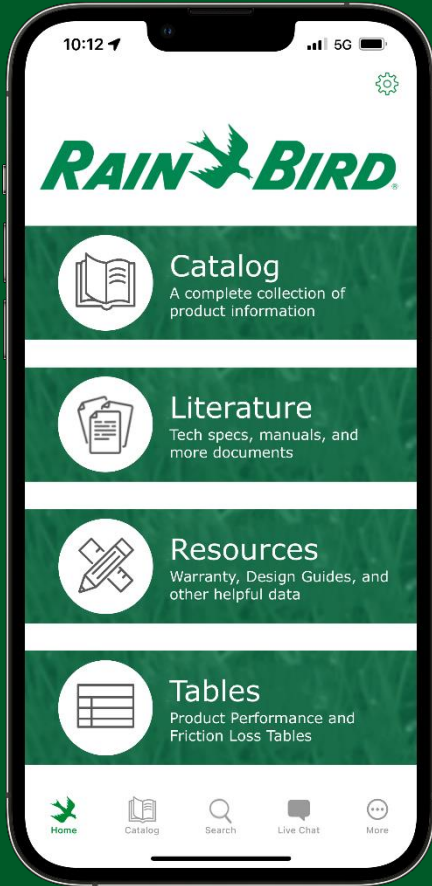 10:12
5G
RAIN BIRD®
Catalog
A complete collection of
product information
Literature
Tech specs, manuals, and
more documents
Resources
Warranty, Design Guides, and
other helpful data
Tables
Product Performance and
Friction Loss Tables
Home Catalog Search Live Chat More